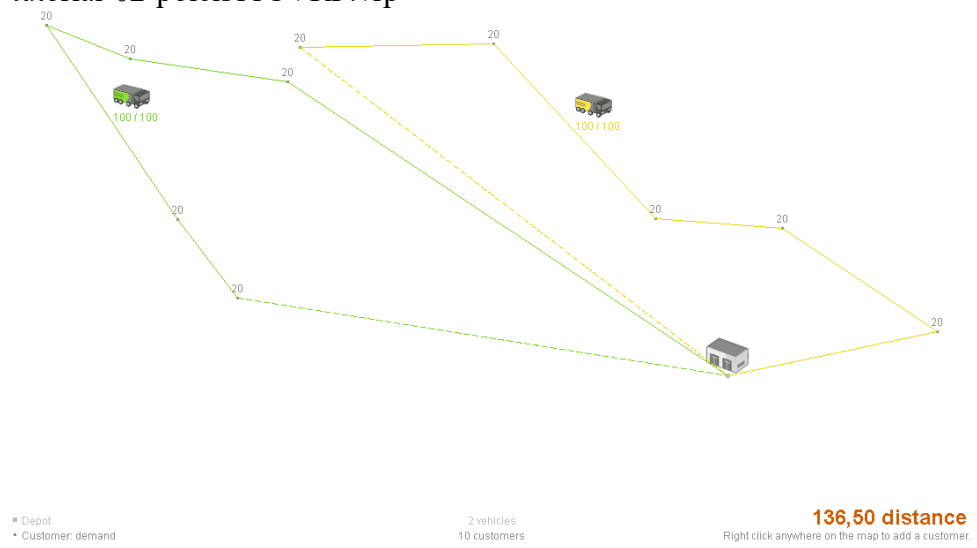 20
20
20
20
20
100 / 100
100 / 100
20
20
20
20
20
Depot
2 vehicles
136,50 distance
Customer: demand
10 customers
Right click anywhere on the map to add a customer.